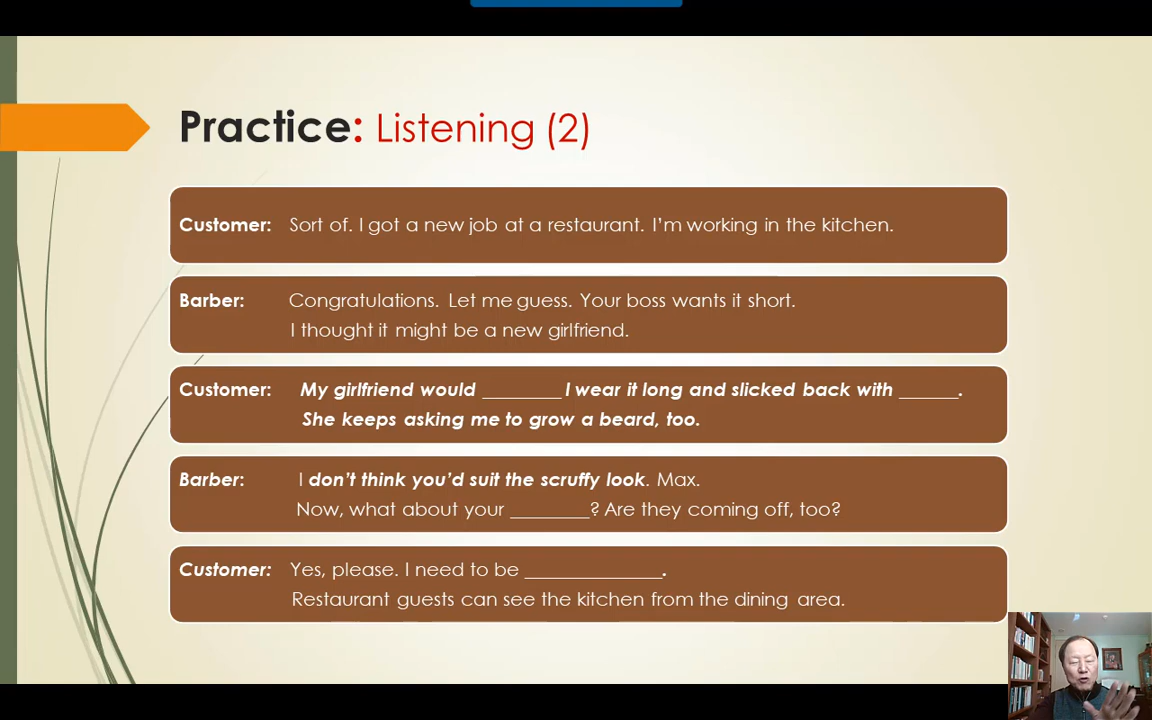 Practice: Listening (2)
Customer: Sort of. I got a new job at a restaurant. I'm working in the kitchen.
Barber: Congratulations. Let me guess. Your boss wants it short.
I thought it might be a new girlfriend.
Customer: My girlfriend would ________ I wear it long and slicked back with ______.
She keeps asking me to grow a beard, too.
Barber: I don't think you'd suit the scruffy look. Max.
Now, what about your ________? Are they coming off, too?
Customer: Yes, please. I need to be ______________.
Restaurant guests can see the kitchen from the dining area.